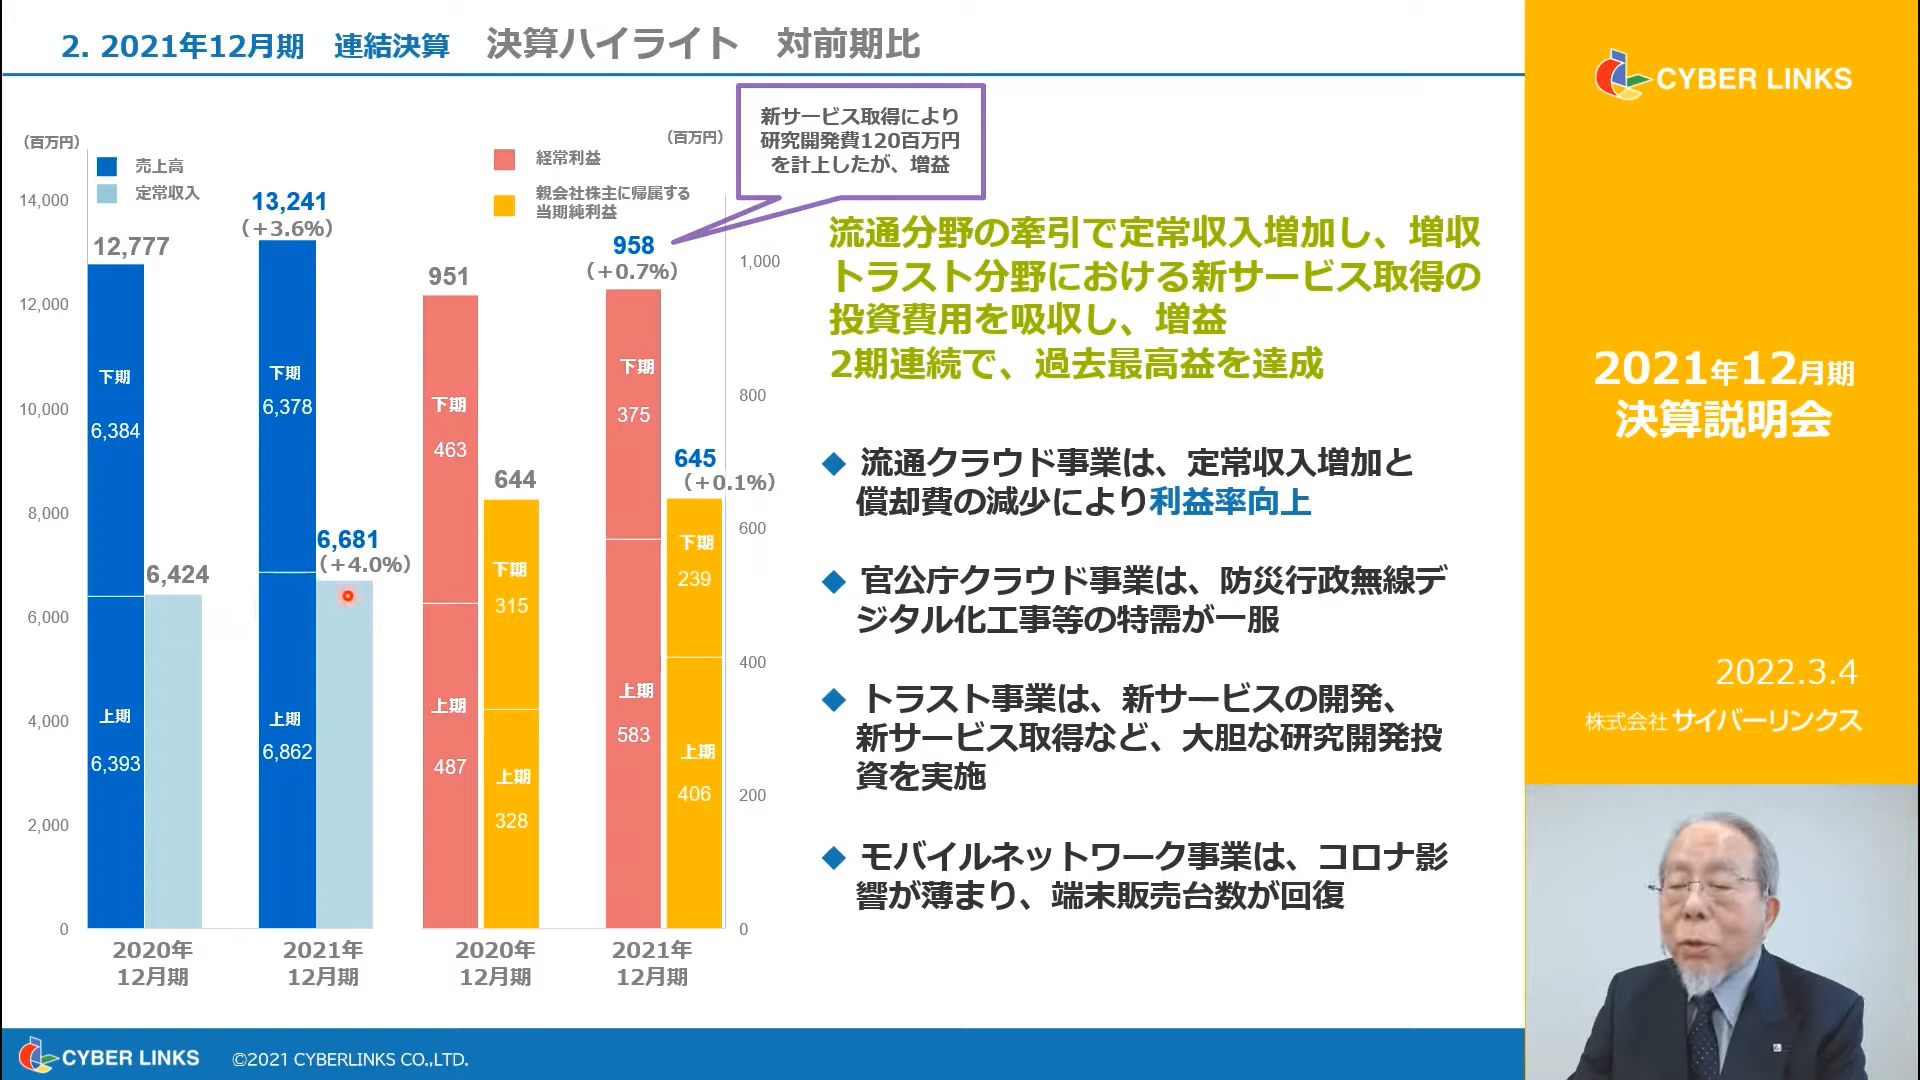 2. 2021年12月期　連結決算　決算ハイライト　対前期比
(百万円)
売上高
定常収入
14,000
12,000
10,000
8,000
6,000
4,000
2,000
0
12,777
下期
6,384
上期
6,393
6,424
13,241
(+3.6%)
下期
6,378
上期
6,862
6,681
(+4.0%)
2020年
12月期
2021年
12月期
(百万円)
経常利益
親会社株主に帰属する
当期純利益
951
下期
463
上期
487
644
下期
315
上期
328
958
(+0.7%)
下期
375
上期
583
645
(+0.1%)
下期
239
上期
406
1,000
800
600
400
200
0
2020年
12月期
2021年
12月期
新サービス取得により
研究開発費120百万円
を計上したが、増益
流通分野の牽引で定常収入増加し、増収
トラスト分野における新サービス取得の
投資費用を吸収し、増益
2期連続で、過去最高益を達成
◆ 流通クラウド事業は、定常収入増加と
償却費の減少により利益率向上
◆ 官公庁クラウド事業は、防災行政無線デ
ジタル化工事等の特需が一服
◆ トラスト事業は、新サービスの開発、
新サービス取得など、大胆な研究開発投
資を実施
◆ モバイルネットワーク事業は、コロナ影
響が薄まり、端末販売台数が回復
CYBER LINKS
2021年12月期
決算説明会
2022.3.4
株式会社サイバーリンクス
CYBER LINKS ©2021 CYBERLINKS CO.,LTD.